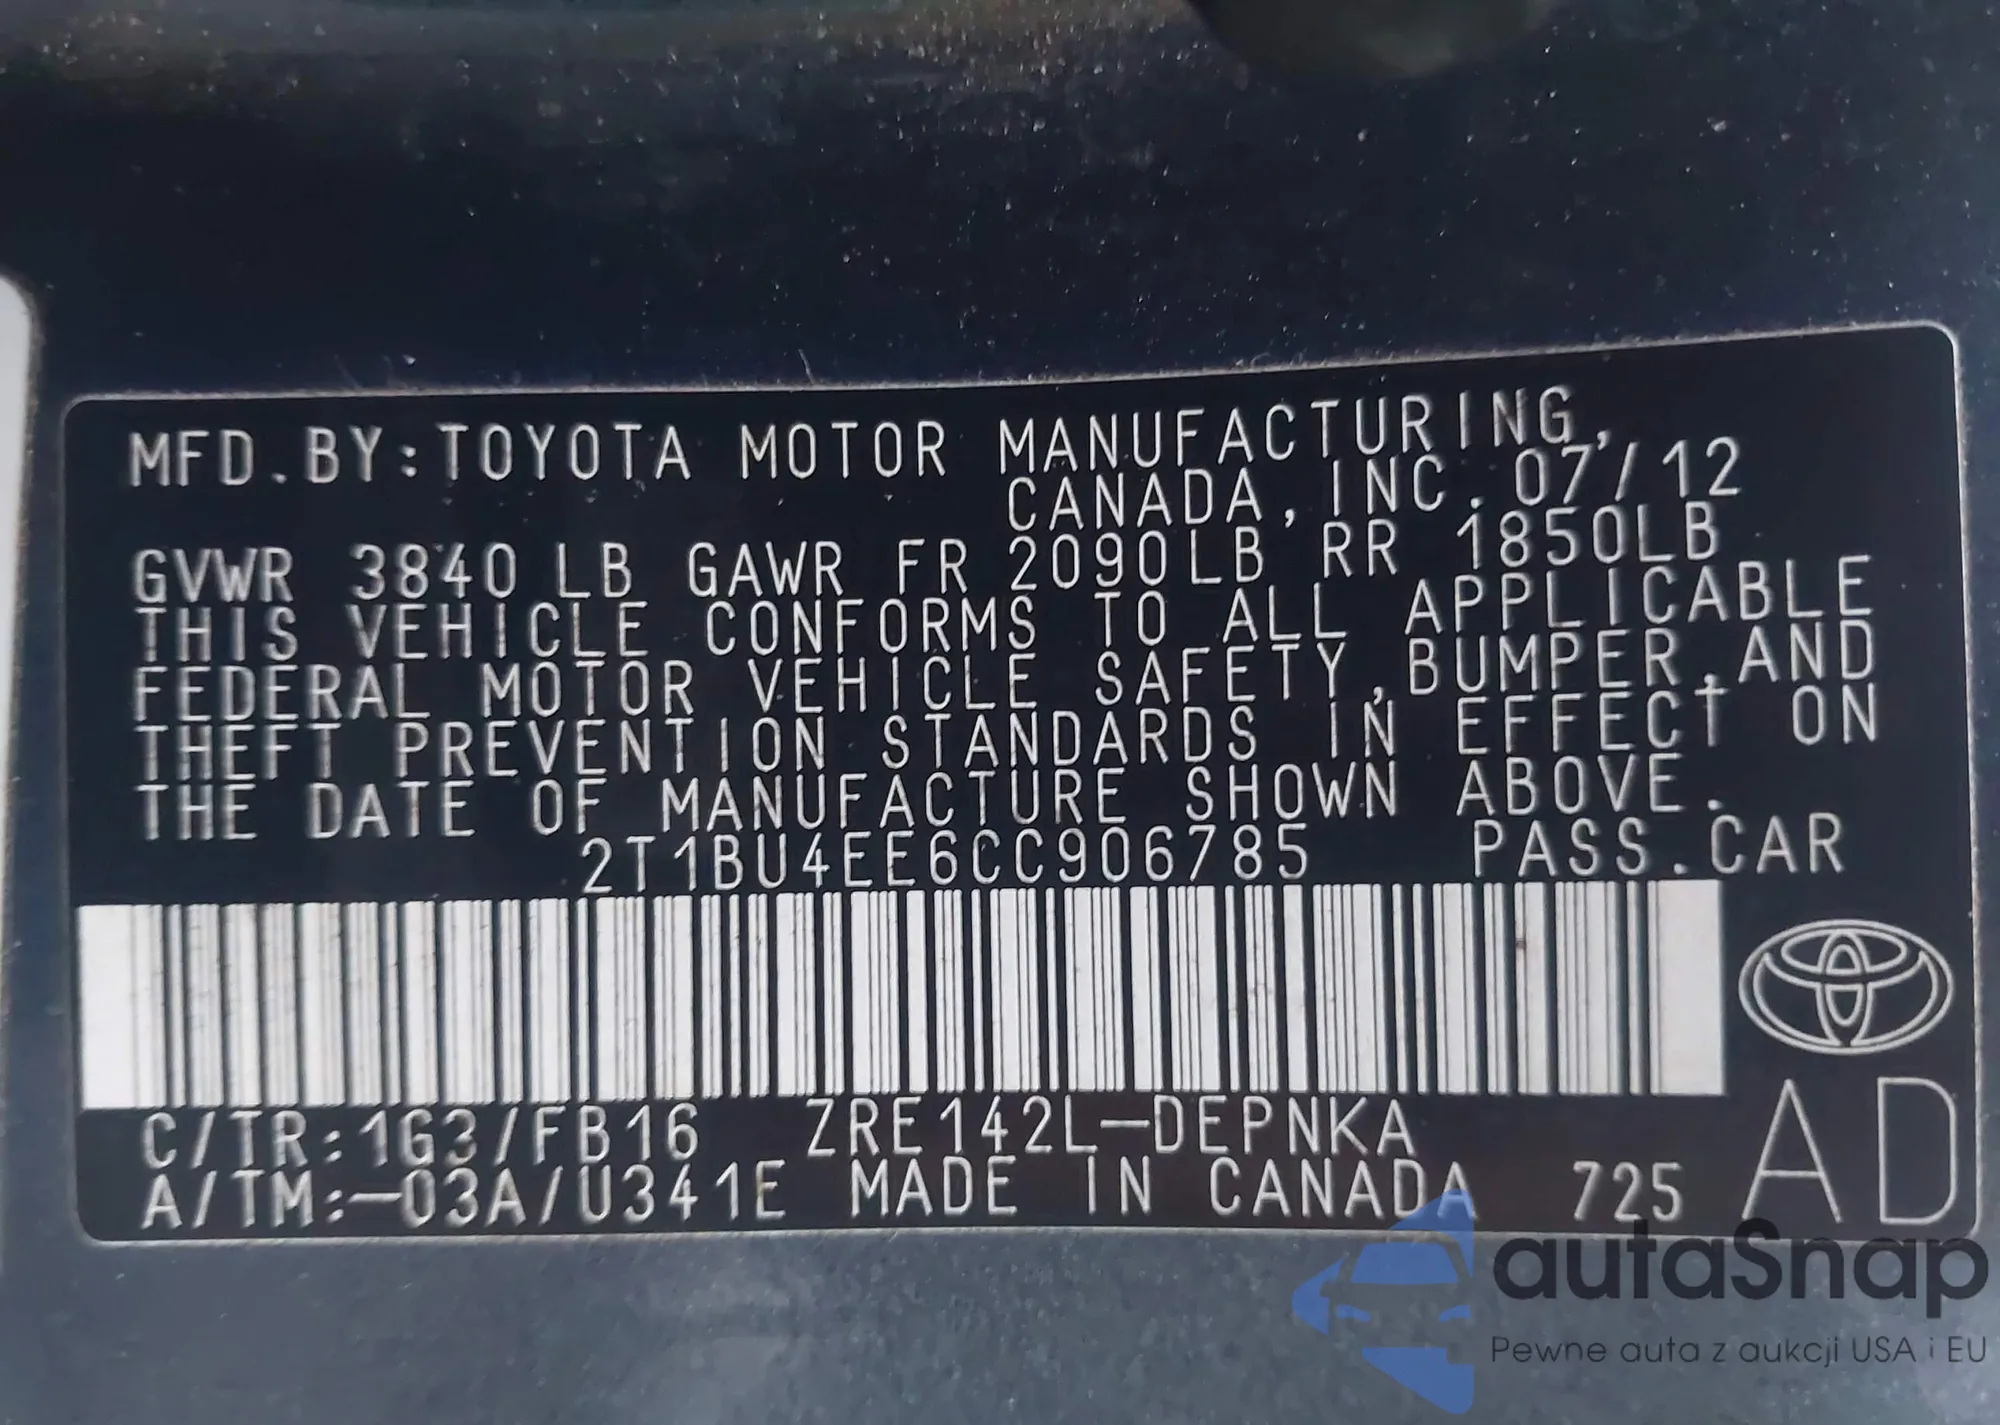 MFD.BY:TOYOTA MOTOR MANUFACTURING,
CANADA,INC. 07/12
GVWR 3840 LB GAWR FR 2090LB RR 1850LB
THIS VEHICLE CONFORMS TO ALL APPLICABLE
FEDERAL MOTOR VEHICLE SAFETY,BUMPER,AND
THEFT PREVENTION STANDARDS IN EFFECT ON
THE DATE OF MANUFACTURE SHOWN ABOVE.
2T1BU4EE6CC906785 PASS.CAR
C/TR:1G3/FB16 ZRE142L-DEPNKA
A/TM:-03A/U341E MADE IN CANADA 725 AD
autaSnap
Pewne auta z aukcji USA i EU